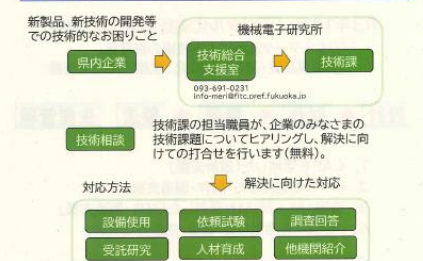 新製品、新技術の開発等
での技術的なお困りごと
機械電子研究所
県内企業
技術総合
支援室
技術課
093-691-0231
info-meri@fitc.pref.fukuoka.jp
技術相談
技術課の担当職員が、企業のみなさまの
技術課題についてヒアリングし、解決に向
けての打合せを行います(無料)。
対応方法
解決に向けた対応
設備使用
依頼試験
調査回答
受託研究
人材育成
他機関紹介